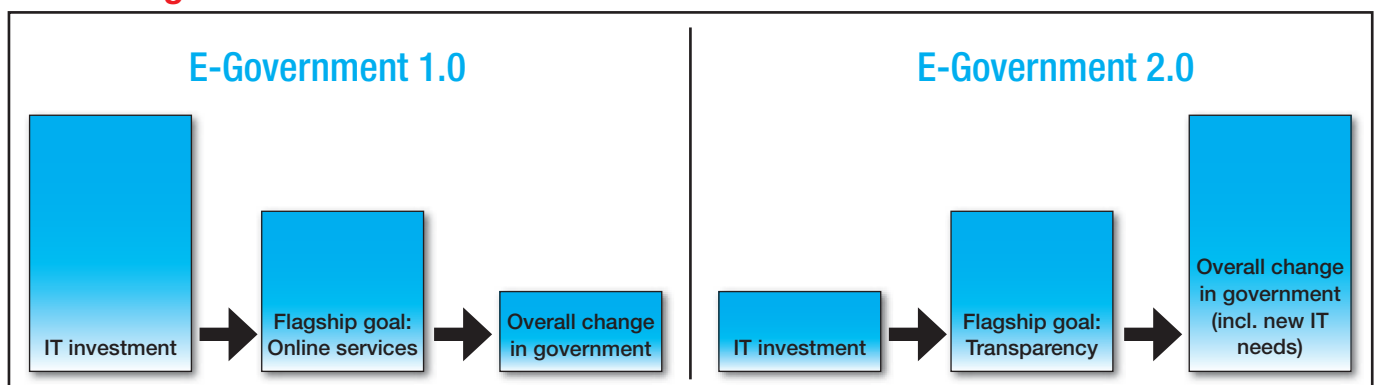 E-Government 1.0
IT investment
Flagship goal:
Online services
Overall change
in government
E-Government 2.0
IT investment
Flagship goal:
Transparency
Overall change
in government
(incl. new IT
needs)